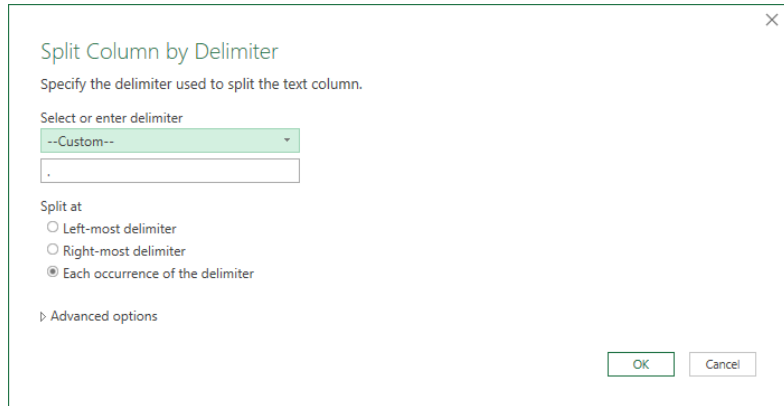 Split Column by Delimiter
Specify the delimiter used to split the text column.
Select or enter delimiter
--Custom--
.
Split at
Left-most delimiter
Right-most delimiter
Each occurrence of the delimiter
Advanced options
OK Cancel